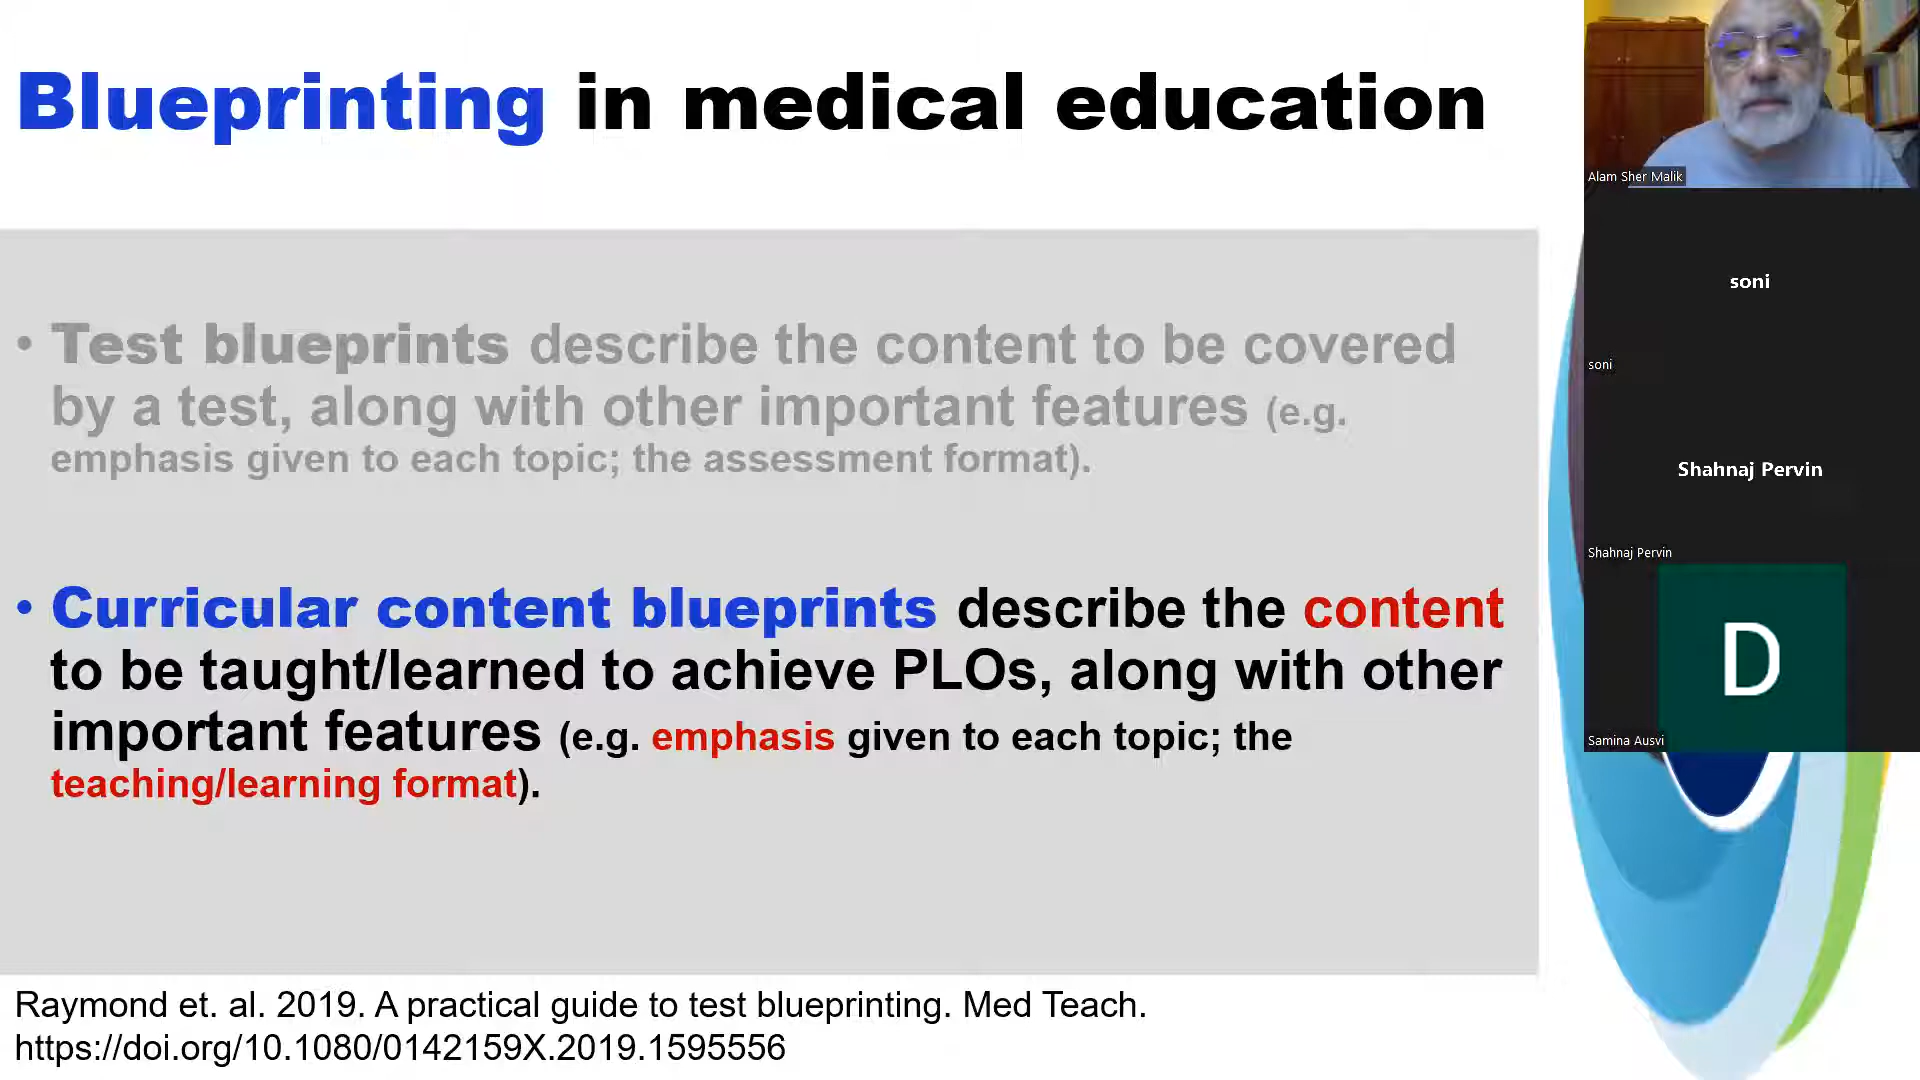 Blueprinting in medical education
• Test blueprints describe the content to be covered
by a test, along with other important features (e.g.
emphasis given to each topic; the assessment format).
• Curricular content blueprints describe the content
to be taught/learned to achieve PLOs, along with other
important features (e.g. emphasis given to each topic; the
teaching/learning format).
Raymond et. al. 2019. A practical guide to test blueprinting. Med Teach.
https://doi.org/10.1080/0142159X.2019.1595556
Alam Sher Malik
soni
soni
Shahnaj Pervin
Shahnaj Pervin
D
Samina Ausvi